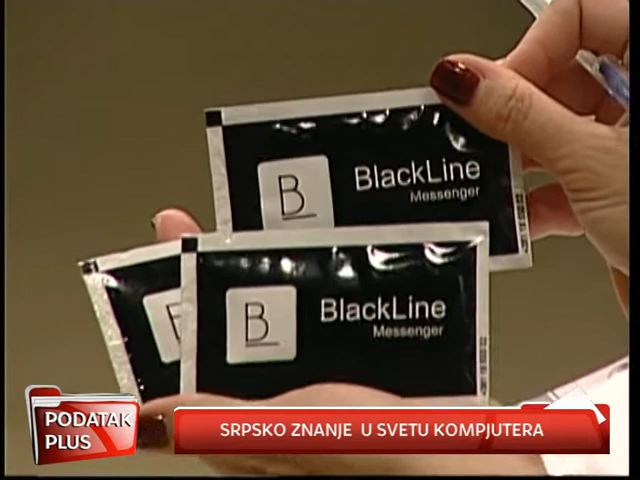 B
BlackLine
Messenger
B
BlackLine
Messenger
PODATAK
PLUS
SRPSKO ZNANJE U SVETU KOMPJUTERA